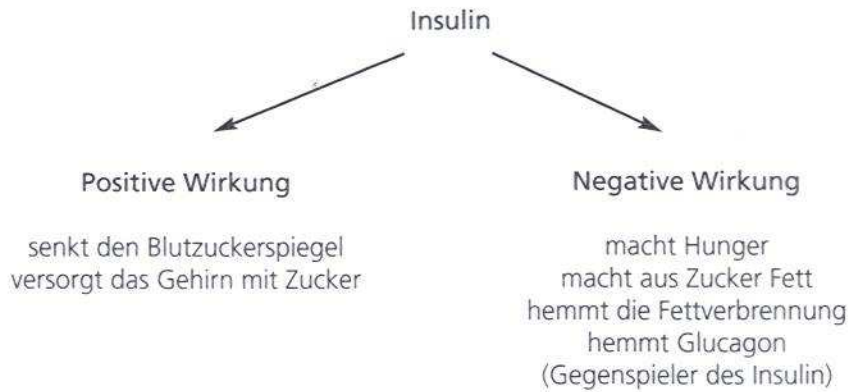 Insulin
Positive Wirkung
senkt den Blutzuckerspiegel
versorgt das Gehirn mit Zucker
Negative Wirkung
macht Hunger
macht aus Zucker Fett
hemmt die Fettverbrennung
hemmt Glucagon
(Gegenspieler des Insulin)